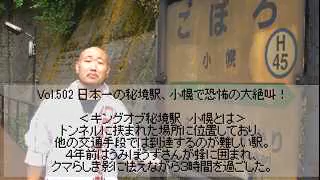 こぼろ
小幌
H
45
Vol.502 日本一の秘境駅、小幌で恐怖の大絶叫！
＜キングオブ秘境駅 小幌とは＞
トンネルに挟まれた場所に位置しており、
他の交通手段では到達するのが難しい駅。
4年前はうみぼうずさんが蜂に囲まれ、
クマらしき影に怯えながら3時間を過ごした。